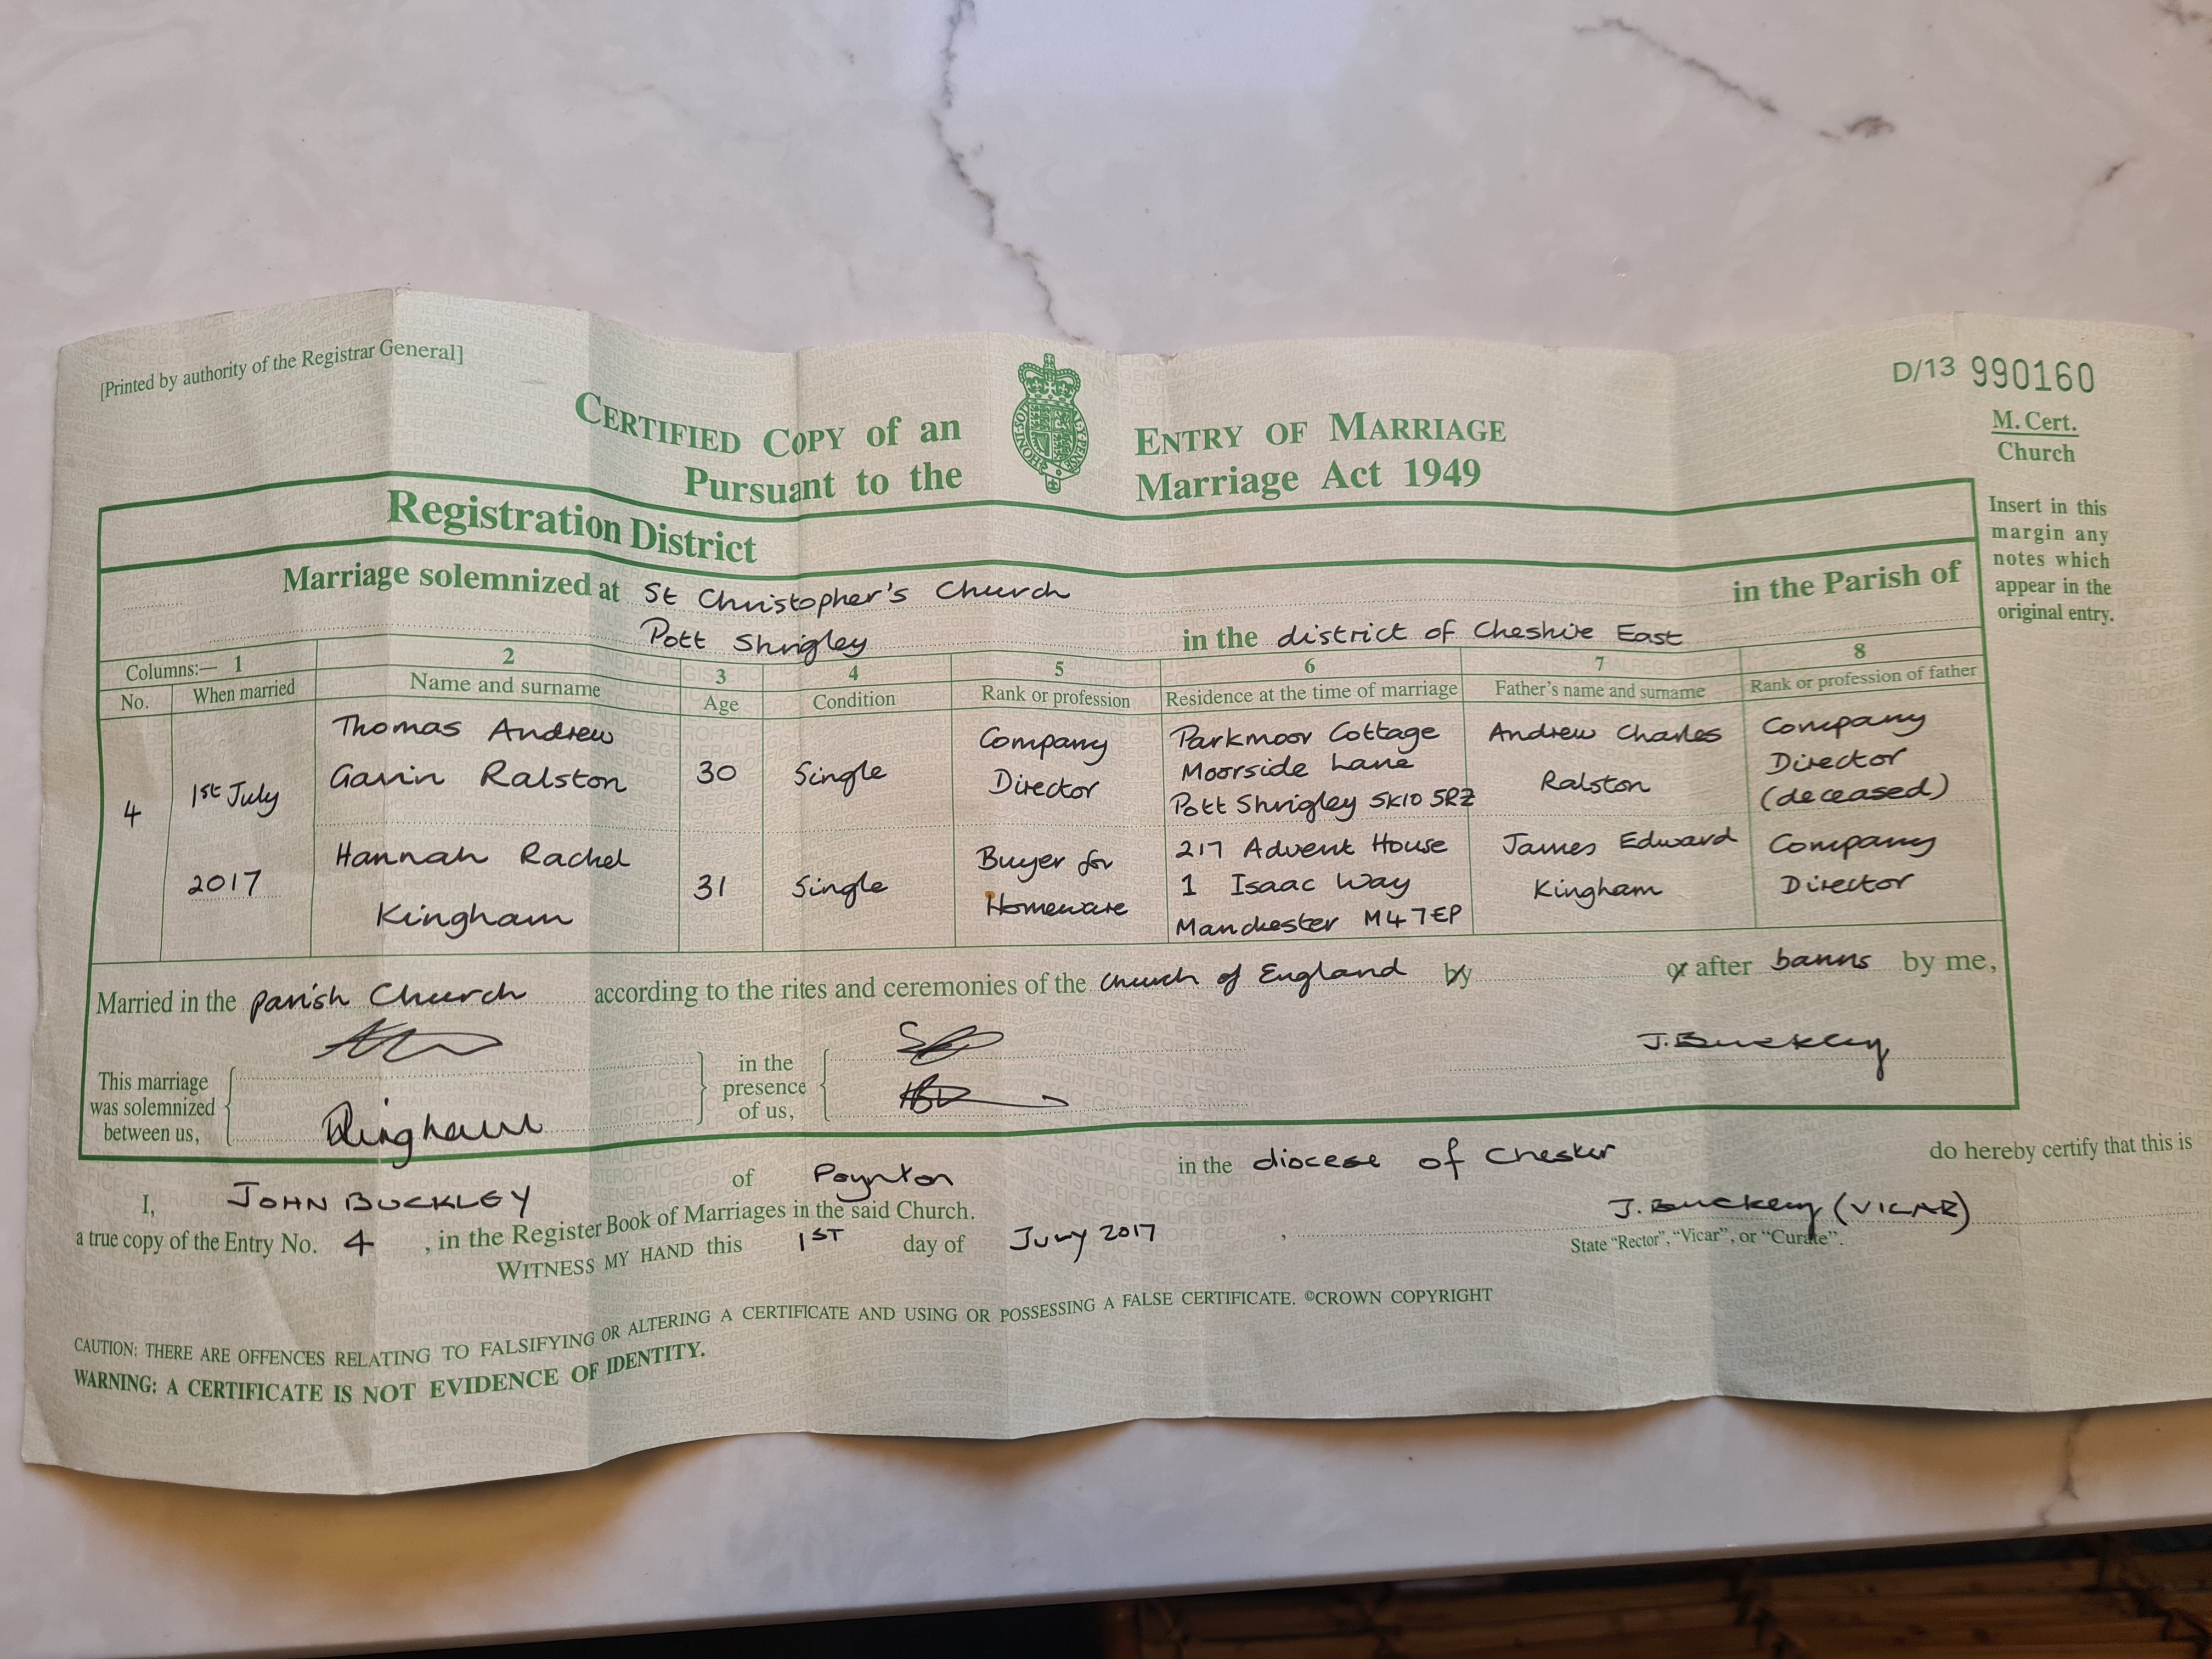 [Printed by authority of the Registrar General]
D/13 990160
CERTIFIED COPY of an ENTRY OF MARRIAGE
Pursuant to the Marriage Act 1949
M. Cert.
Church
Insert in this
margin any
notes which
appear in the
original entry.
Registration District
Marriage solemnized at St Christopher's Church in the Parish of
Pott Shrigley in the district of Cheshire East
Columns:— 1 2 3 4 5 6 7 8
No. When married Name and surname Age Condition Rank or profession Residence at the time of marriage Father's name and surname Rank or profession of father
4 1st July 2017
Thomas Andrew
Gavin Ralston
30
Single
Company
Director
Parkmoor Cottage
Moorside Lane
Pott Shrigley SK10 5RZ
Andrew Charles
Ralston
Company
Director
(deceased)
Hannah Rachel
Kingham
31
Single
Buyer for
Homeware
217 Advent House
1 Isaac Way
Manchester M4 7EP
James Edward
Kingham
Company
Director
Married in the parish Church according to the rites and ceremonies of the Church of England by or after banns by me,
J. Buckley
This marriage
was solemnized
between us,
Kingham
in the
presence
of us,
I, JOHN BUCKLEY of Poynton in the diocese of Chester do hereby certify that this is
a true copy of the Entry No. 4 , in the Register Book of Marriages in the said Church.
WITNESS MY HAND this 1ST day of July 2017 , J. Buckley (VICAR)
State "Rector", "Vicar", or "Curate".
CAUTION: THERE ARE OFFENCES RELATING TO FALSIFYING OR ALTERING A CERTIFICATE AND USING OR POSSESSING A FALSE CERTIFICATE. ©CROWN COPYRIGHT
WARNING: A CERTIFICATE IS NOT EVIDENCE OF IDENTITY.